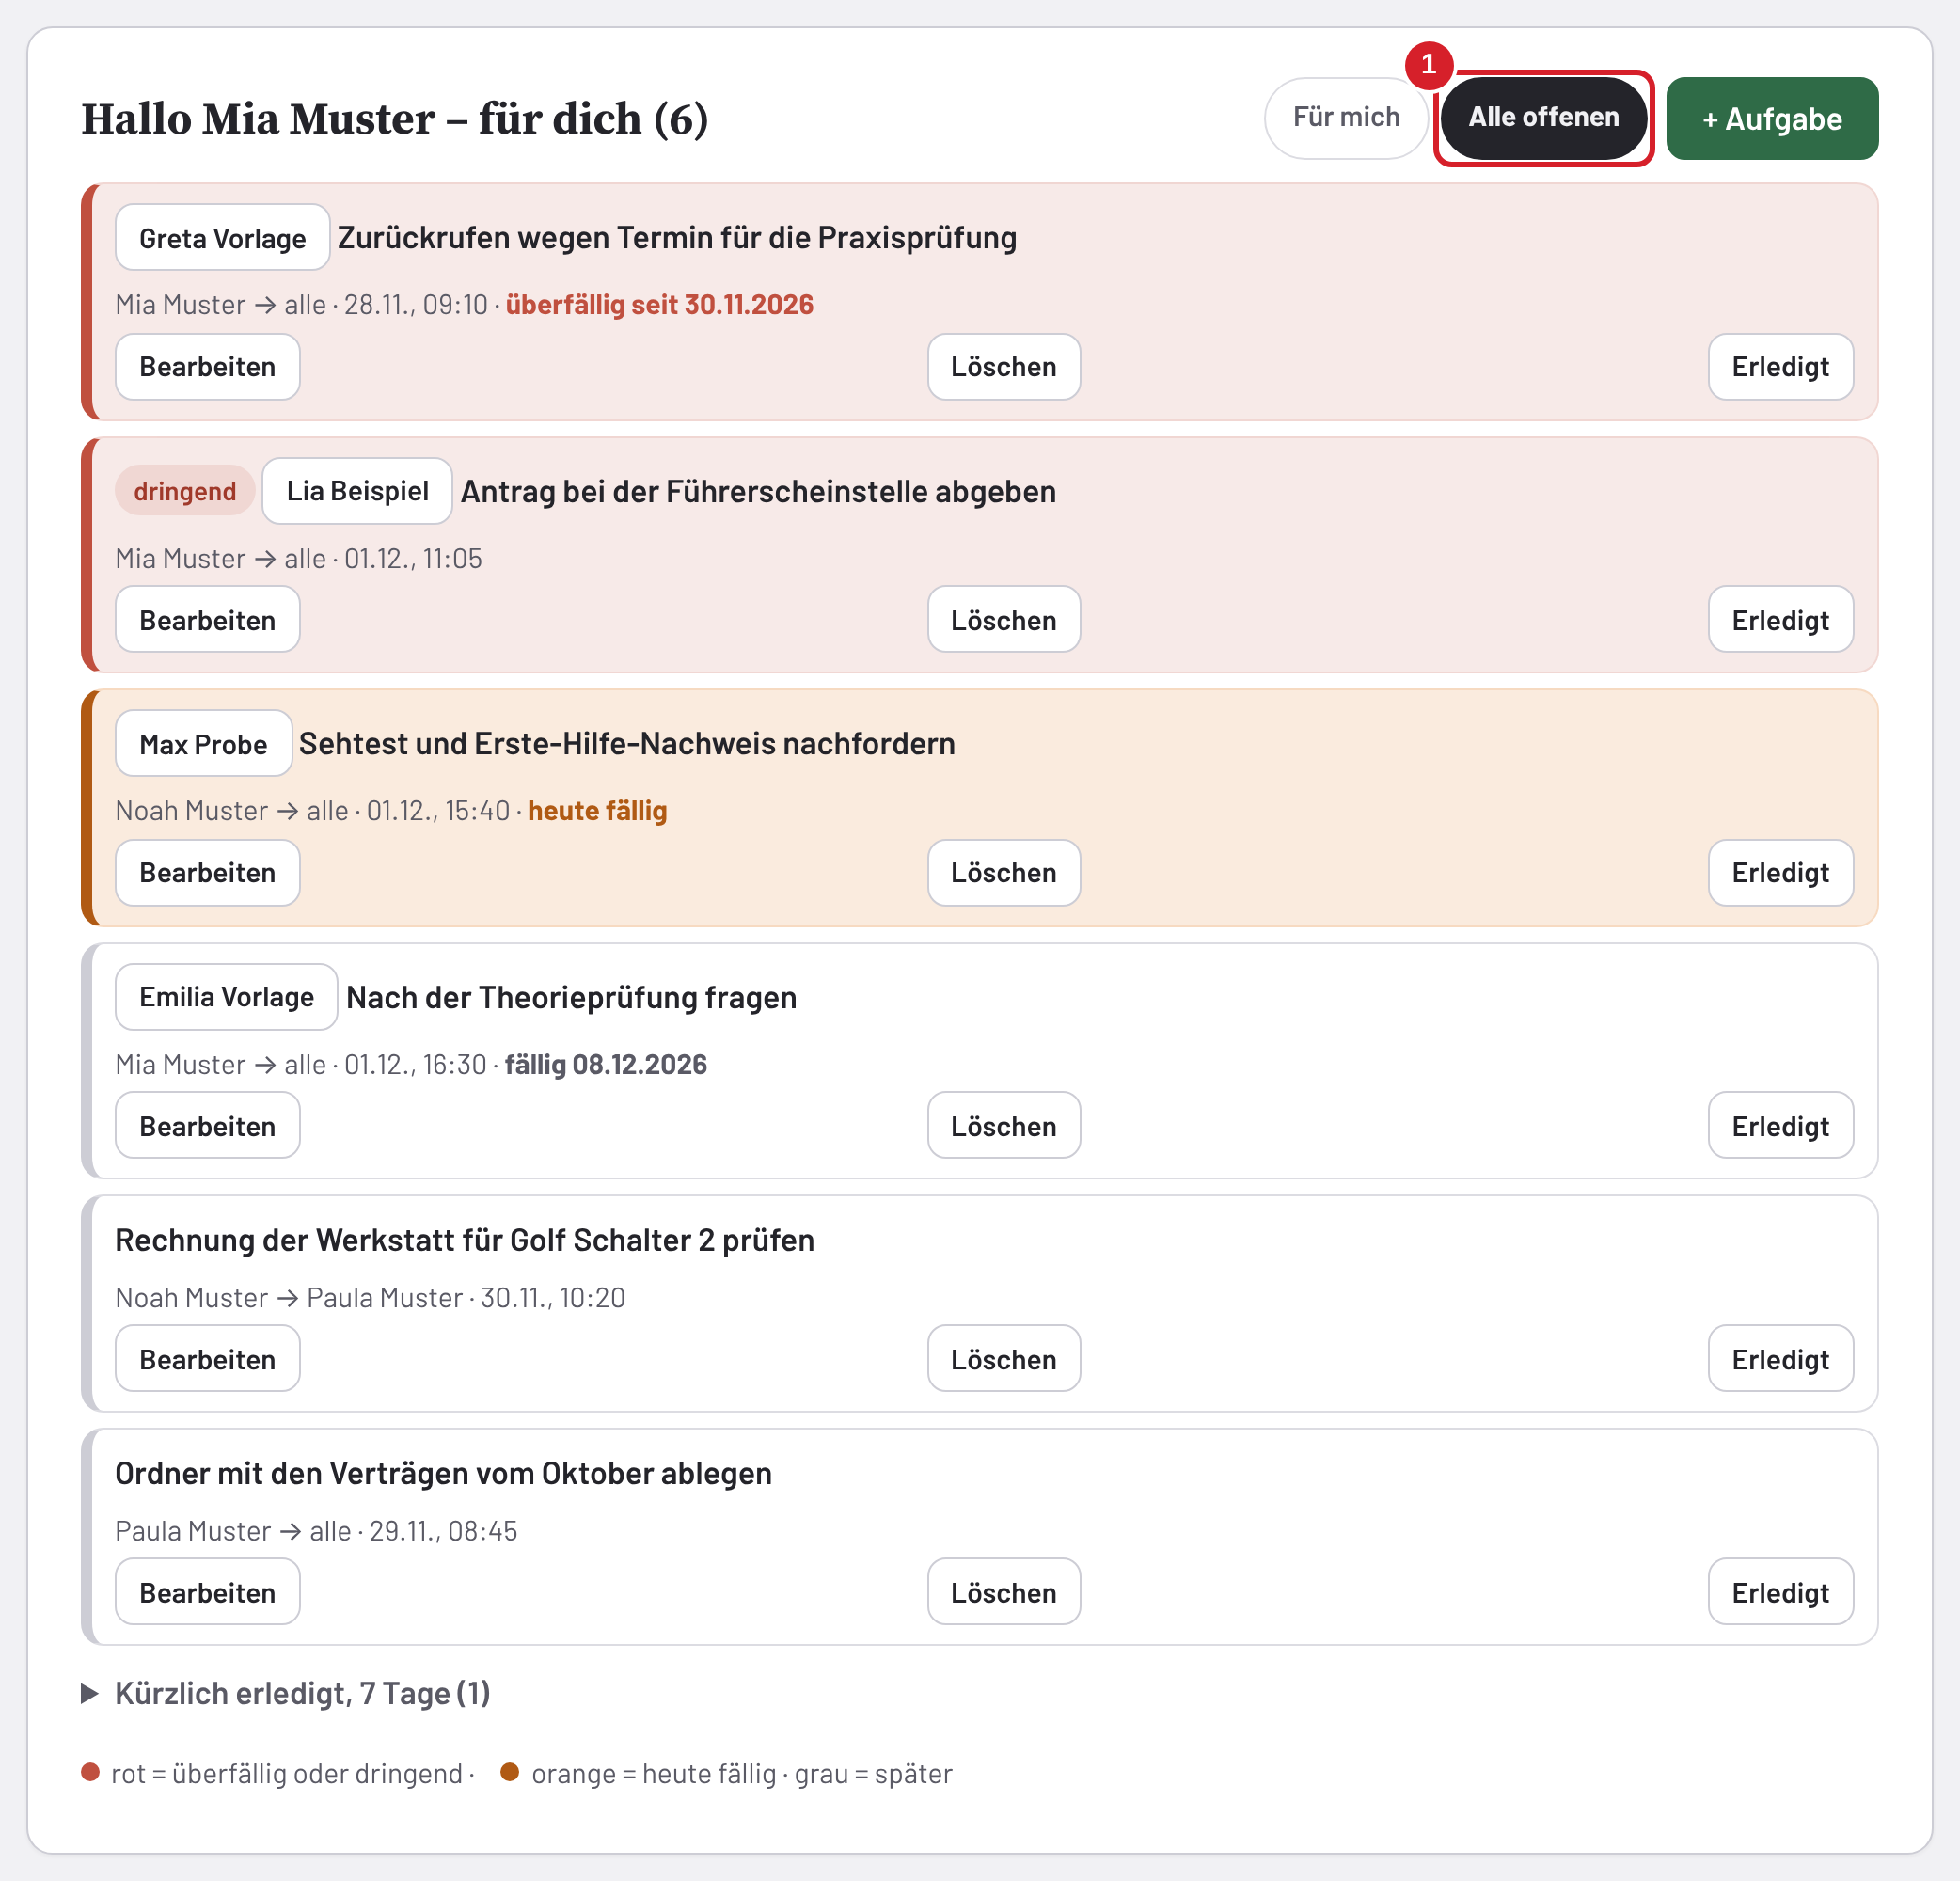 Hallo Mia Muster – für dich (6)
Für mich
1
Alle offenen
+ Aufgabe
Greta Vorlage Zurückrufen wegen Termin für die Praxisprüfung
Mia Muster → alle · 28.11., 09:10 · überfällig seit 30.11.2026
Bearbeiten Löschen Erledigt
dringend Lia Beispiel Antrag bei der Führerscheinstelle abgeben
Mia Muster → alle · 01.12., 11:05
Bearbeiten Löschen Erledigt
Max Probe Sehtest und Erste-Hilfe-Nachweis nachfordern
Noah Muster → alle · 01.12., 15:40 · heute fällig
Bearbeiten Löschen Erledigt
Emilia Vorlage Nach der Theorieprüfung fragen
Mia Muster → alle · 01.12., 16:30 · fällig 08.12.2026
Bearbeiten Löschen Erledigt
Rechnung der Werkstatt für Golf Schalter 2 prüfen
Noah Muster → Paula Muster · 30.11., 10:20
Bearbeiten Löschen Erledigt
Ordner mit den Verträgen vom Oktober ablegen
Paula Muster → alle · 29.11., 08:45
Bearbeiten Löschen Erledigt
▶ Kürzlich erledigt, 7 Tage (1)
rot = überfällig oder dringend · orange = heute fällig · grau = später